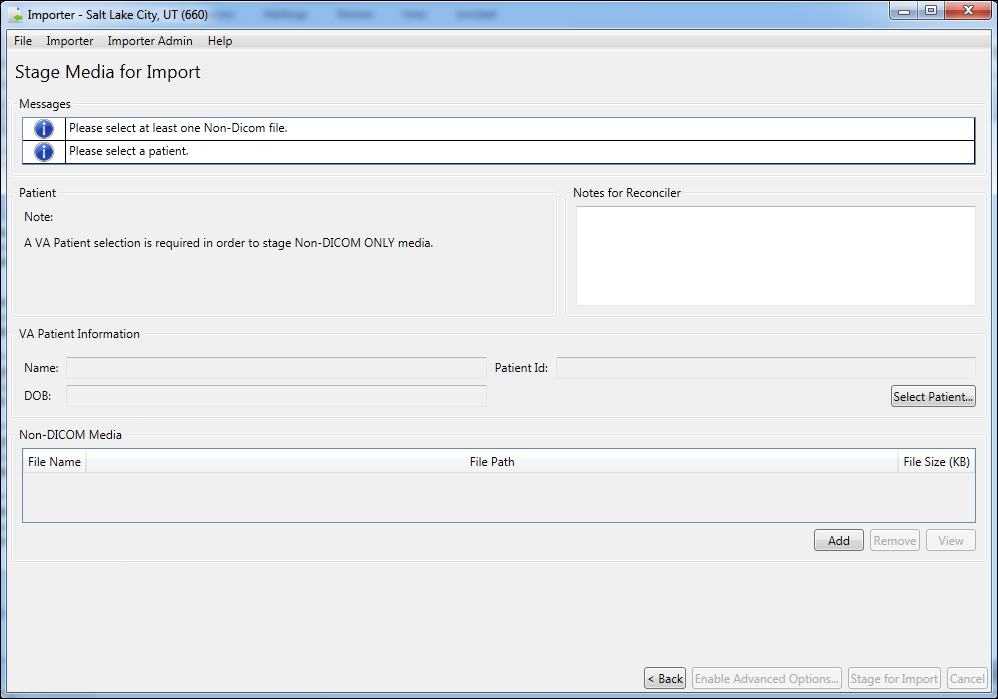 Importer - Salt Lake City, UT (660)
File Importer Importer Admin Help
Stage Media for Import
Messages
Please select at least one Non-Dicom file.
Please select a patient.
Patient
Notes for Reconciler
Note:
A VA Patient selection is required in order to stage Non-DICOM ONLY media.
VA Patient Information
Name: Patient Id:
DOB:
Select Patient...
Non-DICOM Media
File Name File Path File Size (KB)
Add Remove View
< Back Enable Advanced Options... Stage for Import Cancel